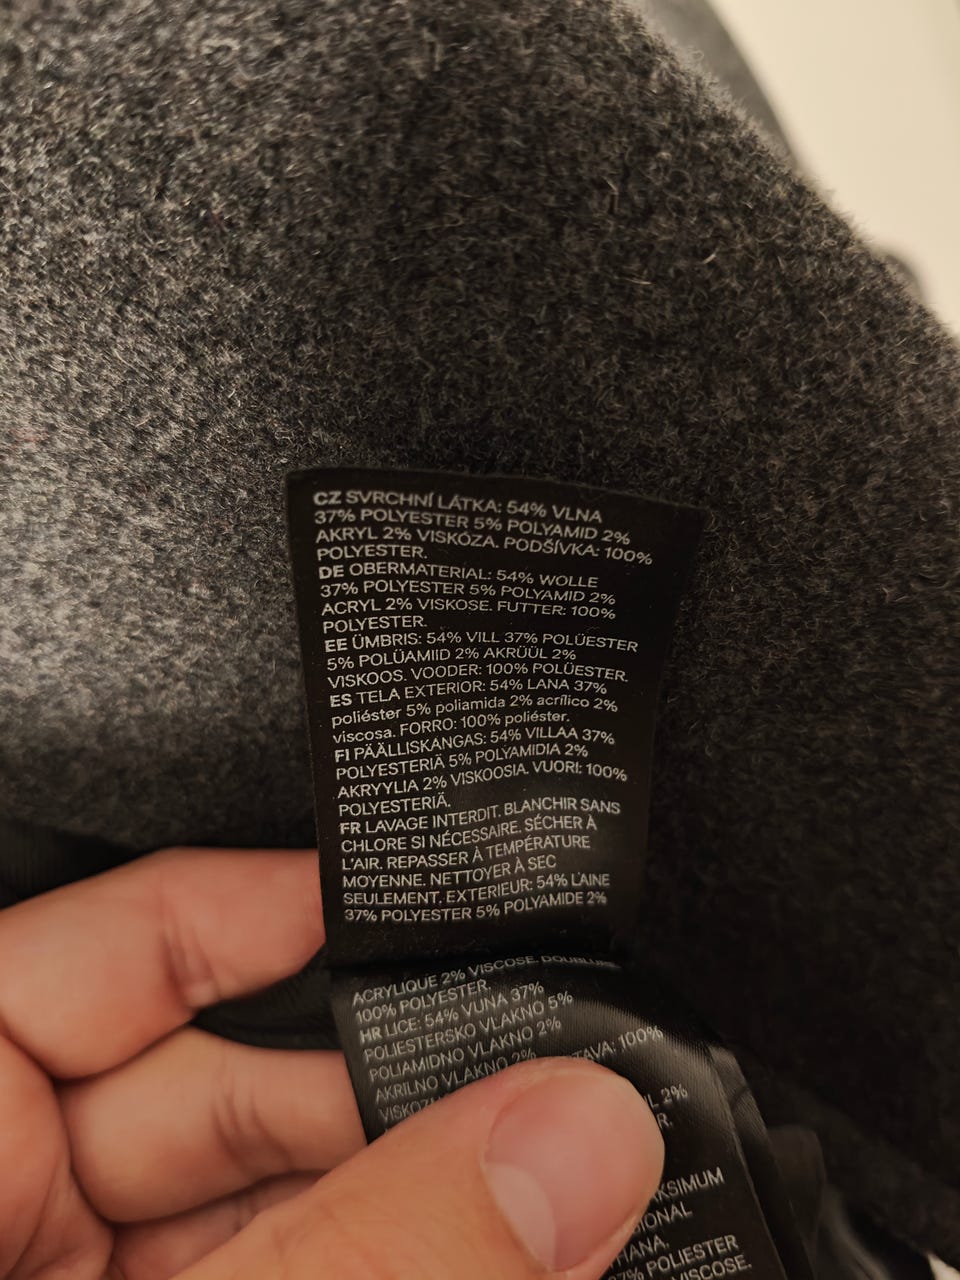 CZ SVRCHNÍ LÁTKA: 54% VLNA
37% POLYESTER 5% POLYAMID 2%
AKRYL 2% VISKÓZA. PODŠÍVKA: 100%
POLYESTER.
DE OBERMATERIAL: 54% WOLLE
37% POLYESTER 5% POLYAMID 2%
ACRYL 2% VISKOSE. FUTTER: 100%
POLYESTER.
EE ÜMBRIS: 54% VILL 37% POLÜESTER
5% POLÜAMIID 2% AKRÜÜL 2%
VISKOOS. VOODER: 100% POLÜESTER.
ES TELA EXTERIOR: 54% LANA 37%
poliéster 5% poliamida 2% acrílico 2%
viscosa. FORRO: 100% poliéster.
FI PÄÄLLISKANGAS: 54% VILLAA 37%
POLYESTERIÄ 5% POLYAMIDIA 2%
AKRYYLIA 2% VISKOOSIA. VUORI: 100%
POLYESTERIÄ.
FR LAVAGE INTERDIT. BLANCHIR SANS
CHLORE SI NÉCESSAIRE. SÉCHER À
L'AIR. REPASSER À TEMPÉRATURE
MOYENNE. NETTOYER À SEC
SEULEMENT. EXTERIEUR: 54% LAINE
37% POLYESTER 5% POLYAMIDE 2%
ACRYLIQUE 2% VISCOSE. DOUBLURE:
100% POLYESTER.
HR LICE: 54% VUNA 37%
POLIESTERSKO VLAKNO 5%
POLIAMIDNO VLAKNO 2%
AKRILNO VLAKNO 2%
100%
2%
37% POLIESTER
VISCOSE.